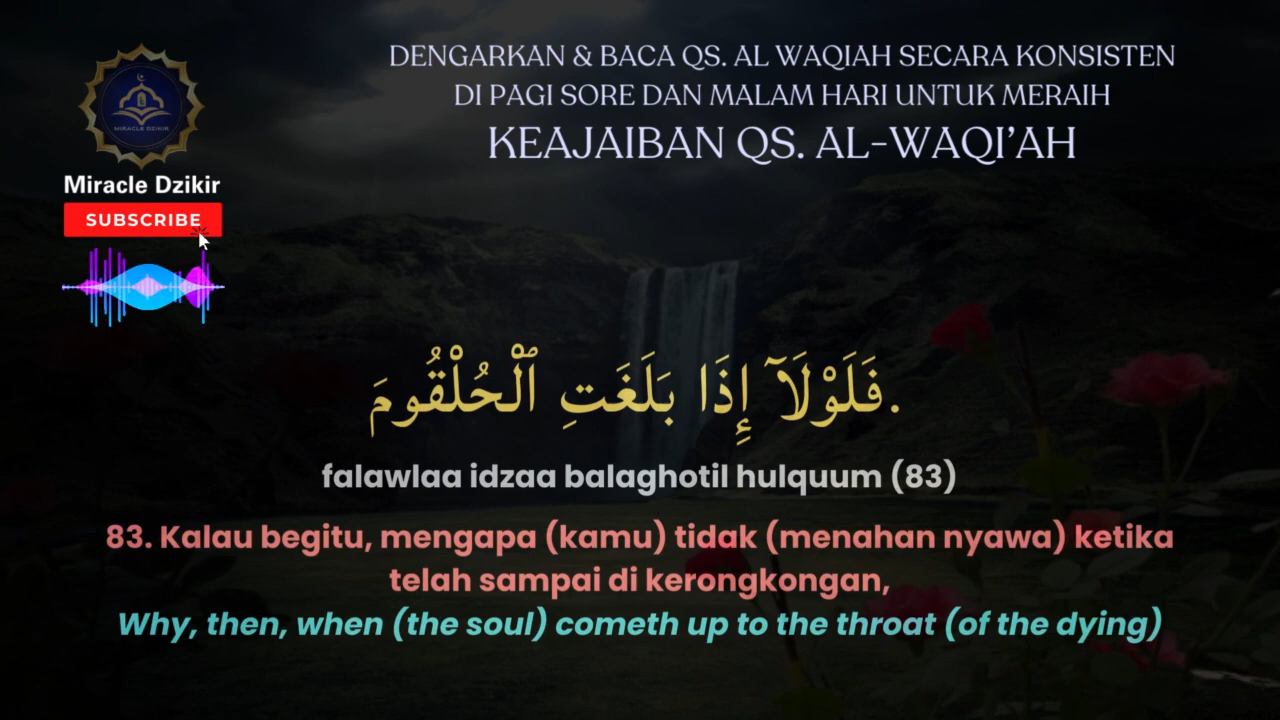 DENGARKAN & BACA QS. AL WAQIAH SECARA KONSISTEN
DI PAGI SORE DAN MALAM HARI UNTUK MERAIH
KEAJAIBAN QS. AL-WAQI'AH
MIRACLE DZIKIR
Miracle Dzikir
SUBSCRIBE
فَلَوْلَآ إِذَا بَلَغَتِ ٱلْحُلْقُومَ.
falawlaa idzaa balaghotil hulquum (83)
83. Kalau begitu, mengapa (kamu) tidak (menahan nyawa) ketika
telah sampai di kerongkongan,
Why, then, when (the soul) cometh up to the throat (of the dying)